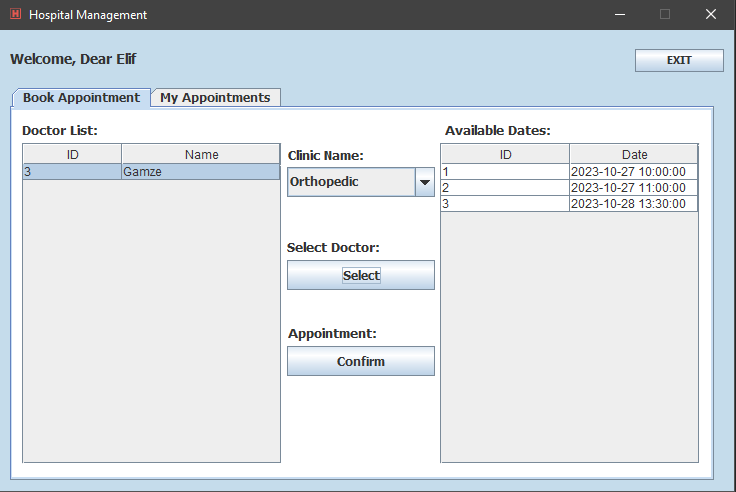 H Hospital Management
Welcome, Dear Elif
EXIT
Book Appointment
My Appointments
Doctor List:
ID Name
3 Gamze
Clinic Name:
Orthopedic
Select Doctor:
Select
Appointment:
Confirm
Available Dates:
ID Date
1 2023-10-27 10:00:00
2 2023-10-27 11:00:00
3 2023-10-28 13:30:00